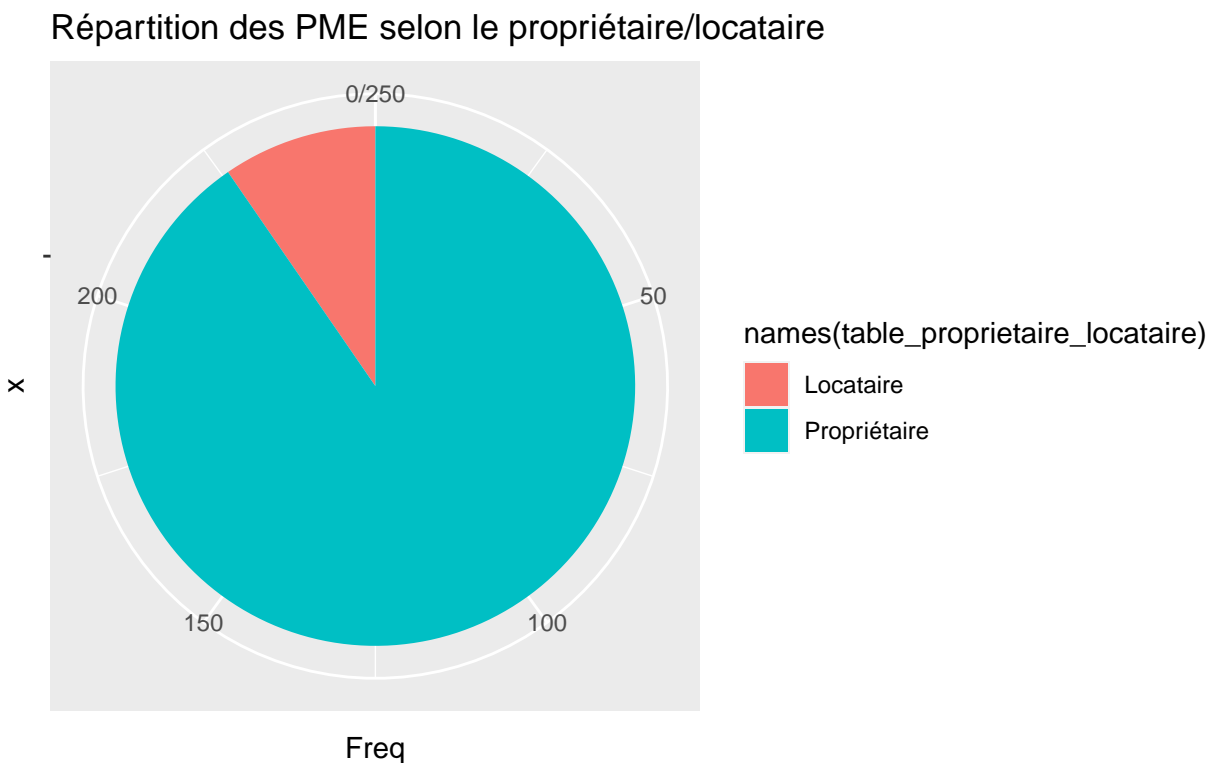 Répartition des PME selon le propriétaire/locataire
0/250
50
100
150
200
x
Freq
names(table_proprietaire_locataire)
Locataire
Propriétaire